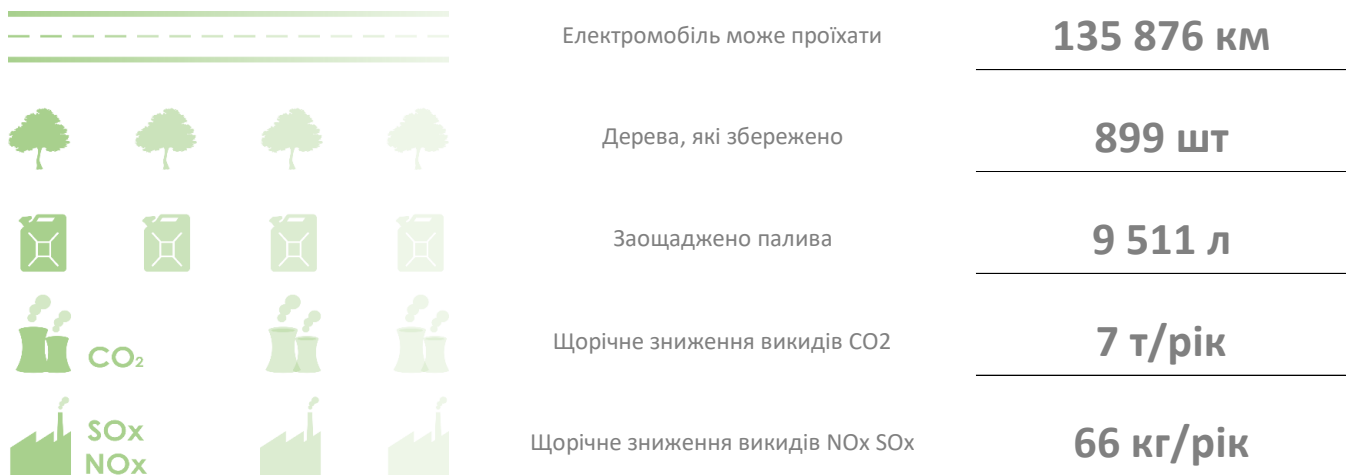 Електромобіль може проїхати 135 876 км
Дерева, які збережено 899 шт
Заощаджено палива 9 511 л
CO₂ Щорічне зниження викидів CO2 7 т/рік
SOx
NOx Щорічне зниження викидів NOx SOx 66 кг/рік